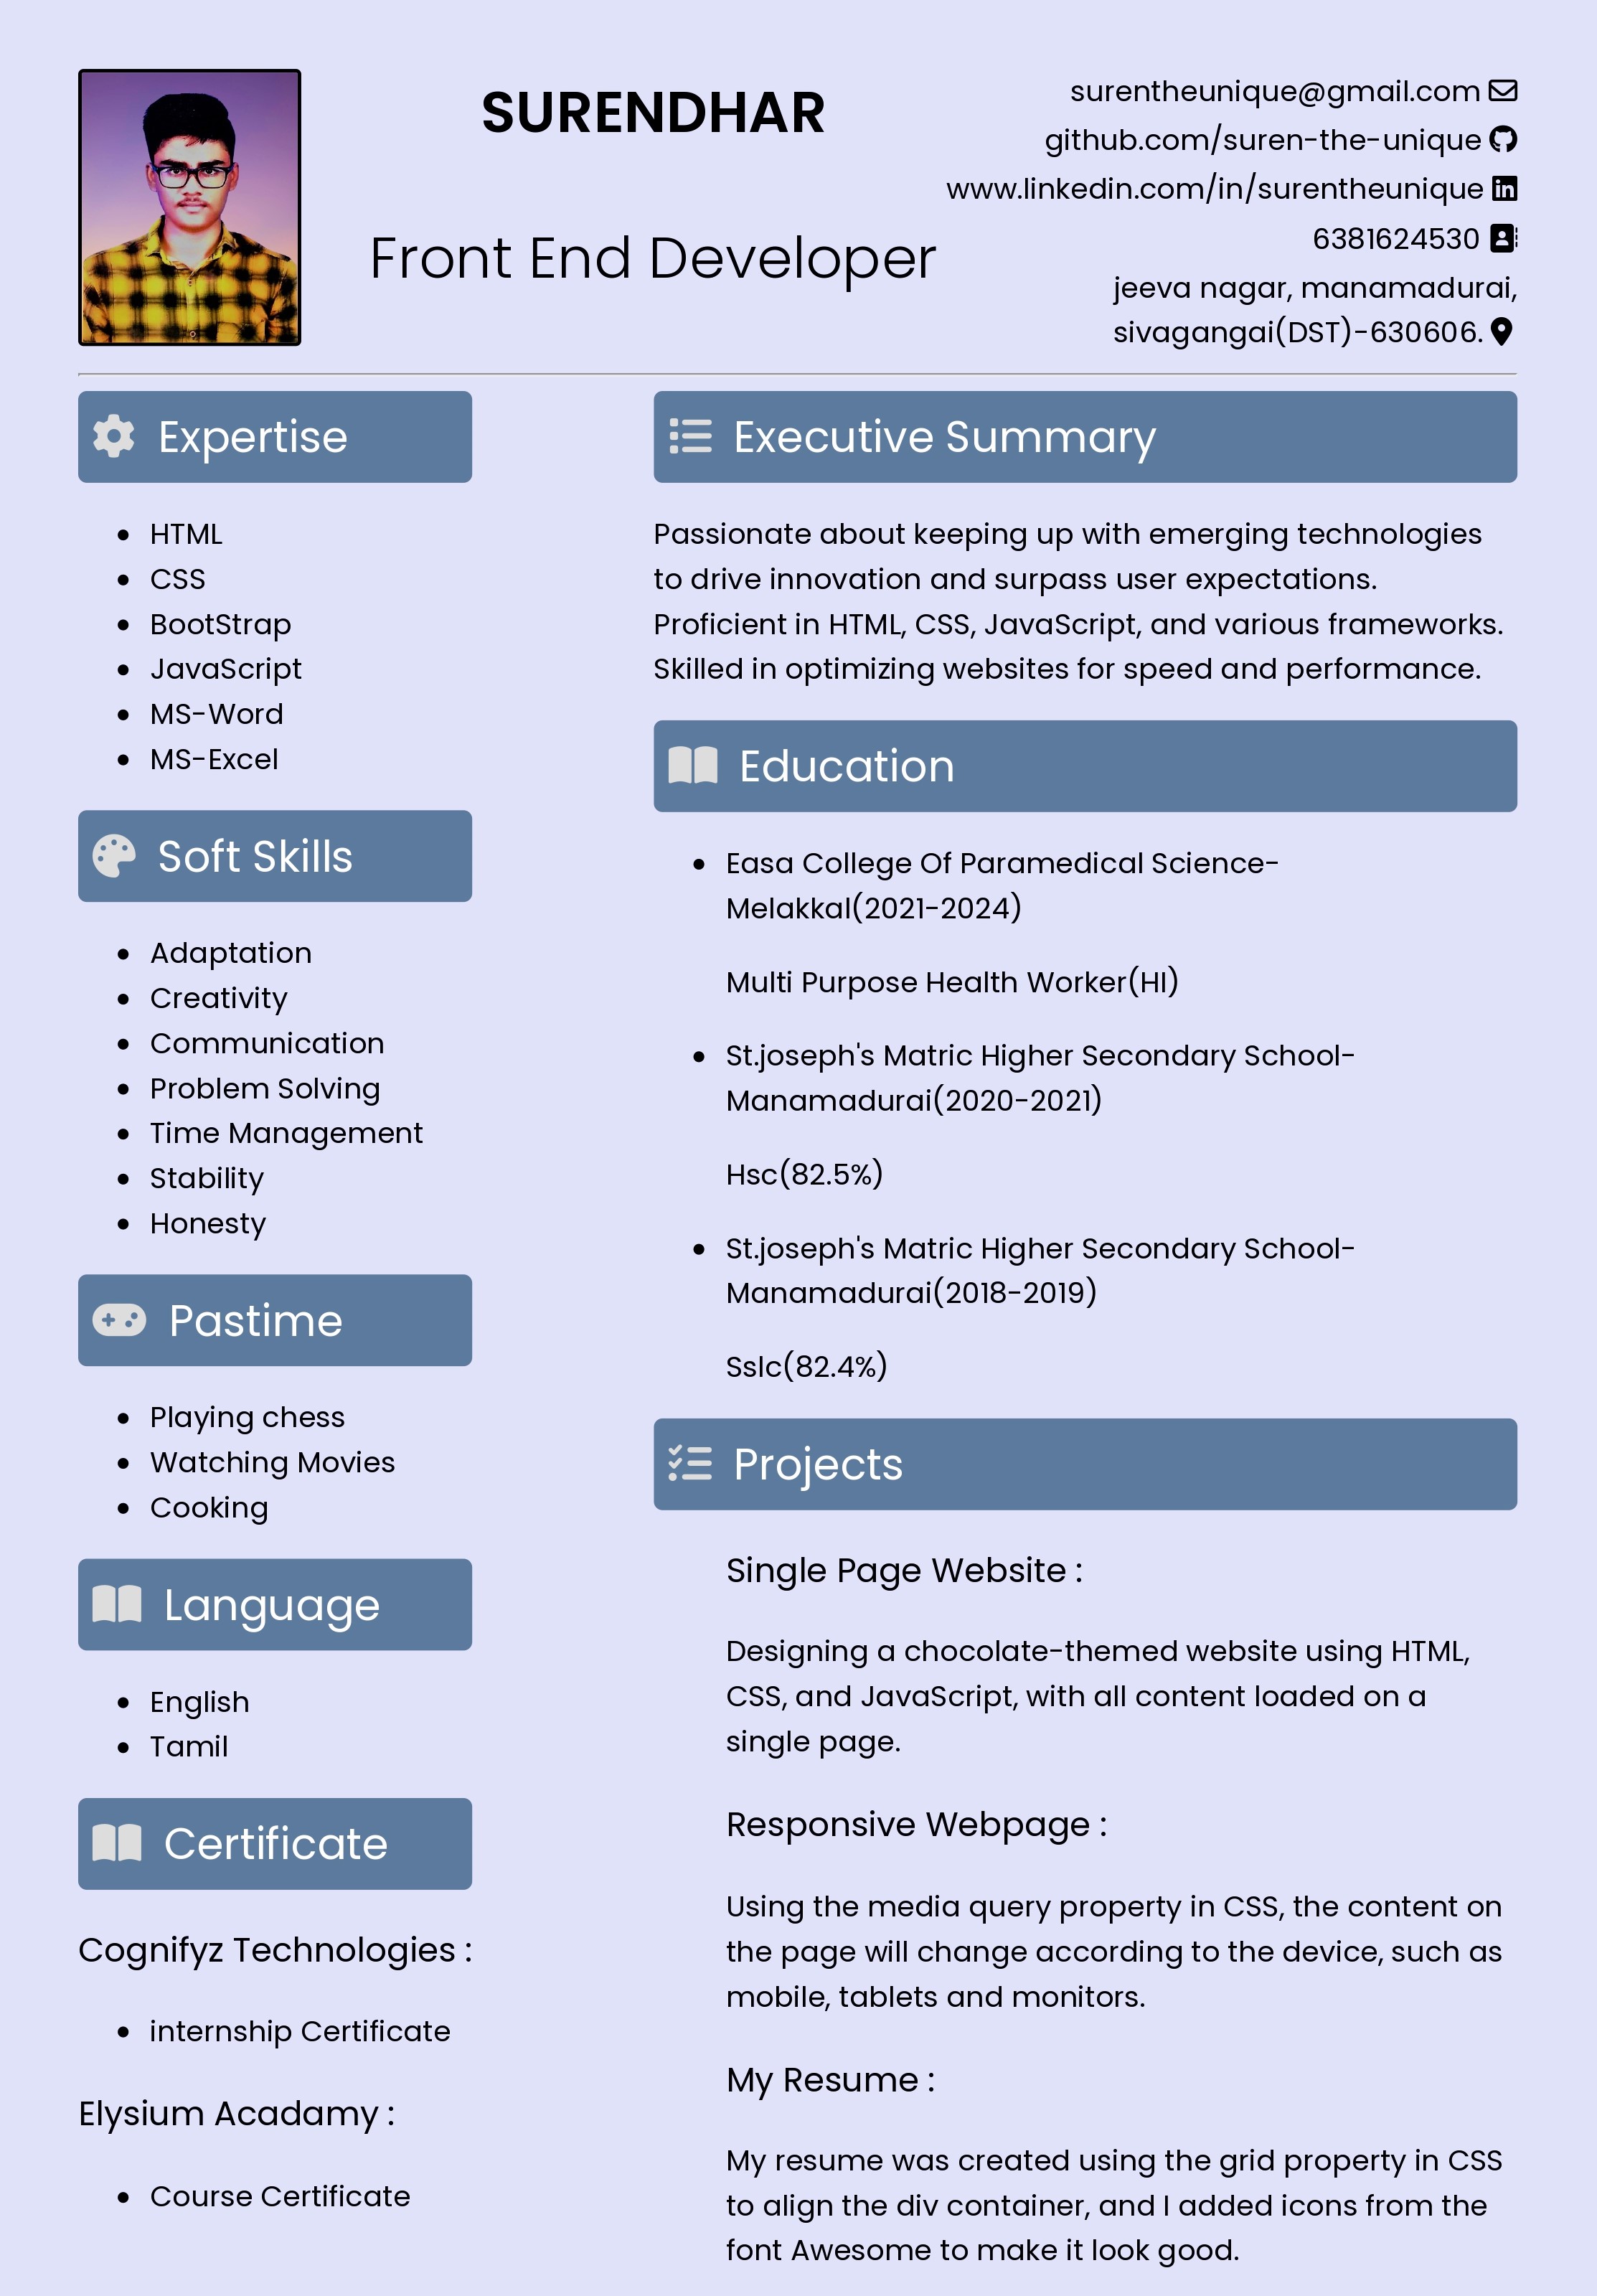 SURENDHAR
Front End Developer
surentheunique@gmail.com
github.com/suren-the-unique
www.linkedin.com/in/surentheunique
6381624530
jeeva nagar, manamadurai,
sivagangai(DST)-630606.
Expertise
HTML
CSS
BootStrap
JavaScript
MS-Word
MS-Excel
Soft Skills
Adaptation
Creativity
Communication
Problem Solving
Time Management
Stability
Honesty
Pastime
Playing chess
Watching Movies
Cooking
Language
English
Tamil
Certificate
Cognifyz Technologies :
internship Certificate
Elysium Acadamy :
Course Certificate
Executive Summary
Passionate about keeping up with emerging technologies
to drive innovation and surpass user expectations.
Proficient in HTML, CSS, JavaScript, and various frameworks.
Skilled in optimizing websites for speed and performance.
Education
Easa College Of Paramedical Science-
Melakkal(2021-2024)
Multi Purpose Health Worker(HI)
St.joseph's Matric Higher Secondary School-
Manamadurai(2020-2021)
Hsc(82.5%)
St.joseph's Matric Higher Secondary School-
Manamadurai(2018-2019)
Sslc(82.4%)
Projects
Single Page Website :
Designing a chocolate-themed website using HTML,
CSS, and JavaScript, with all content loaded on a
single page.
Responsive Webpage :
Using the media query property in CSS, the content on
the page will change according to the device, such as
mobile, tablets and monitors.
My Resume :
My resume was created using the grid property in CSS
to align the div container, and I added icons from the
font Awesome to make it look good.